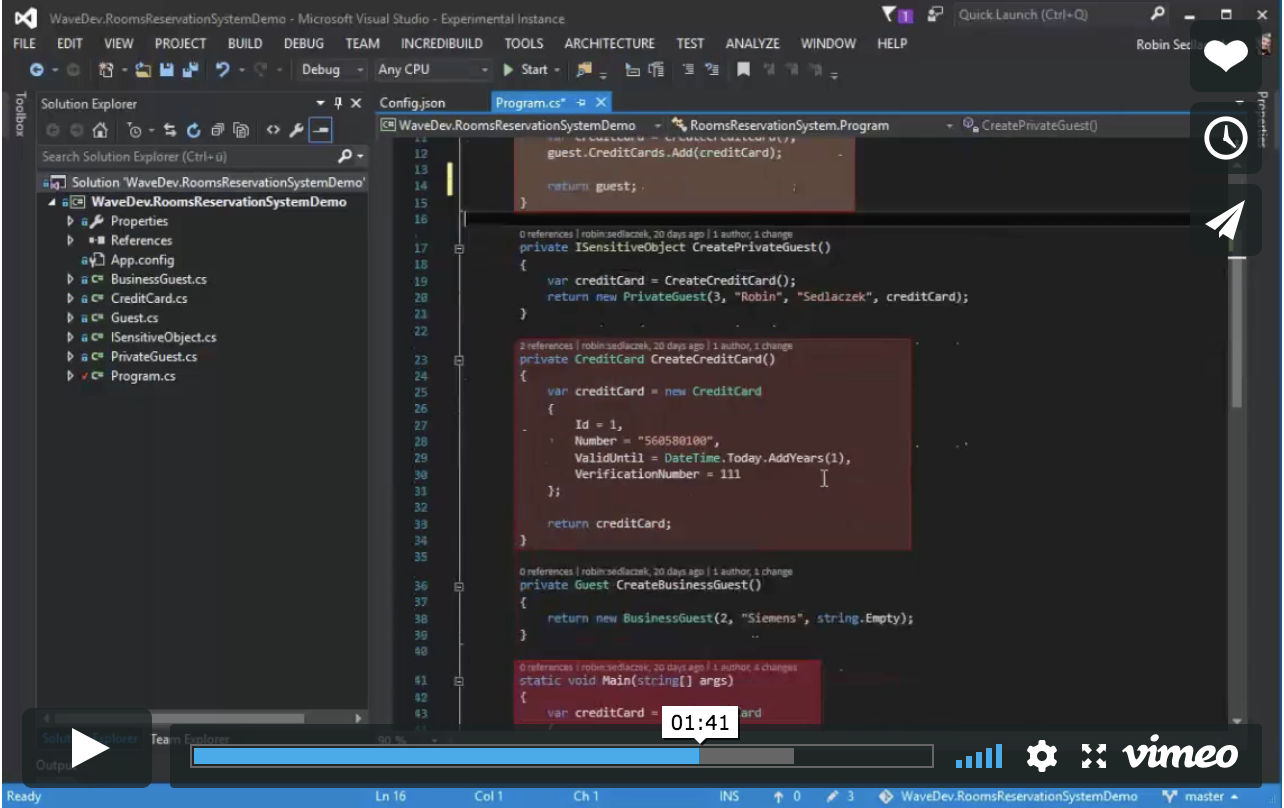 WaveDev.RoomsReservationSystemDemo - Microsoft Visual Studio - Experimental Instance
1
Quick Launch (Ctrl+Q)
FILE EDIT VIEW PROJECT BUILD DEBUG TEAM INCREDIBUILD TOOLS ARCHITECTURE TEST ANALYZE WINDOW HELP
Robin
Debug Any CPU Start
Toolbox
Properties
Solution Explorer
Search Solution Explorer (Ctrl+ü)
Solution 'WaveDev.RoomsReservationSystemDemo'
WaveDev.RoomsReservationSystemDemo
Properties
References
App.config
BusinessGuest.cs
CreditCard.cs
Guest.cs
ISensitiveObject.cs
PrivateGuest.cs
Program.cs
Config.json Program.cs*
WaveDev.RoomsReservationSystemDemo RoomsReservationSystem.Program CreatePrivateGuest()
12 guest.CreditCards.Add(creditCard);
13
14 return guest;
15 }
16
0 references | robin.sedlaczek, 20 days ago | 1 author, 1 change
17 private ISensitiveObject CreatePrivateGuest()
18 {
19 var creditCard = CreateCreditCard();
20 return new PrivateGuest(3, "Robin", "Sedlaczek", creditCard);
21 }
22
2 references | robin.sedlaczek, 20 days ago | 1 author, 1 change
23 private CreditCard CreateCreditCard()
24 {
25 var creditCard = new CreditCard
26 {
27 Id = 1,
28 Number = "560580100",
29 ValidUntil = DateTime.Today.AddYears(1),
30 VerificationNumber = 111
31 };
32
33 return creditCard;
34 }
35
0 references | robin.sedlaczek, 20 days ago | 1 author, 1 change
36 private Guest CreateBusinessGuest()
37 {
38 return new BusinessGuest(2, "Siemens", string.Empty);
39 }
40
0 references | robin.sedlaczek, 20 days ago | 1 author, 4 changes
41 static void Main(string[] args)
42 {
43 var creditCard =
01:41
90 %
Solution Explorer Team Explorer
Output
vimeo
Ready Ln 16 Col 1 Ch 1 INS 0 3 WaveDev.RoomsReservationSystemDemo master